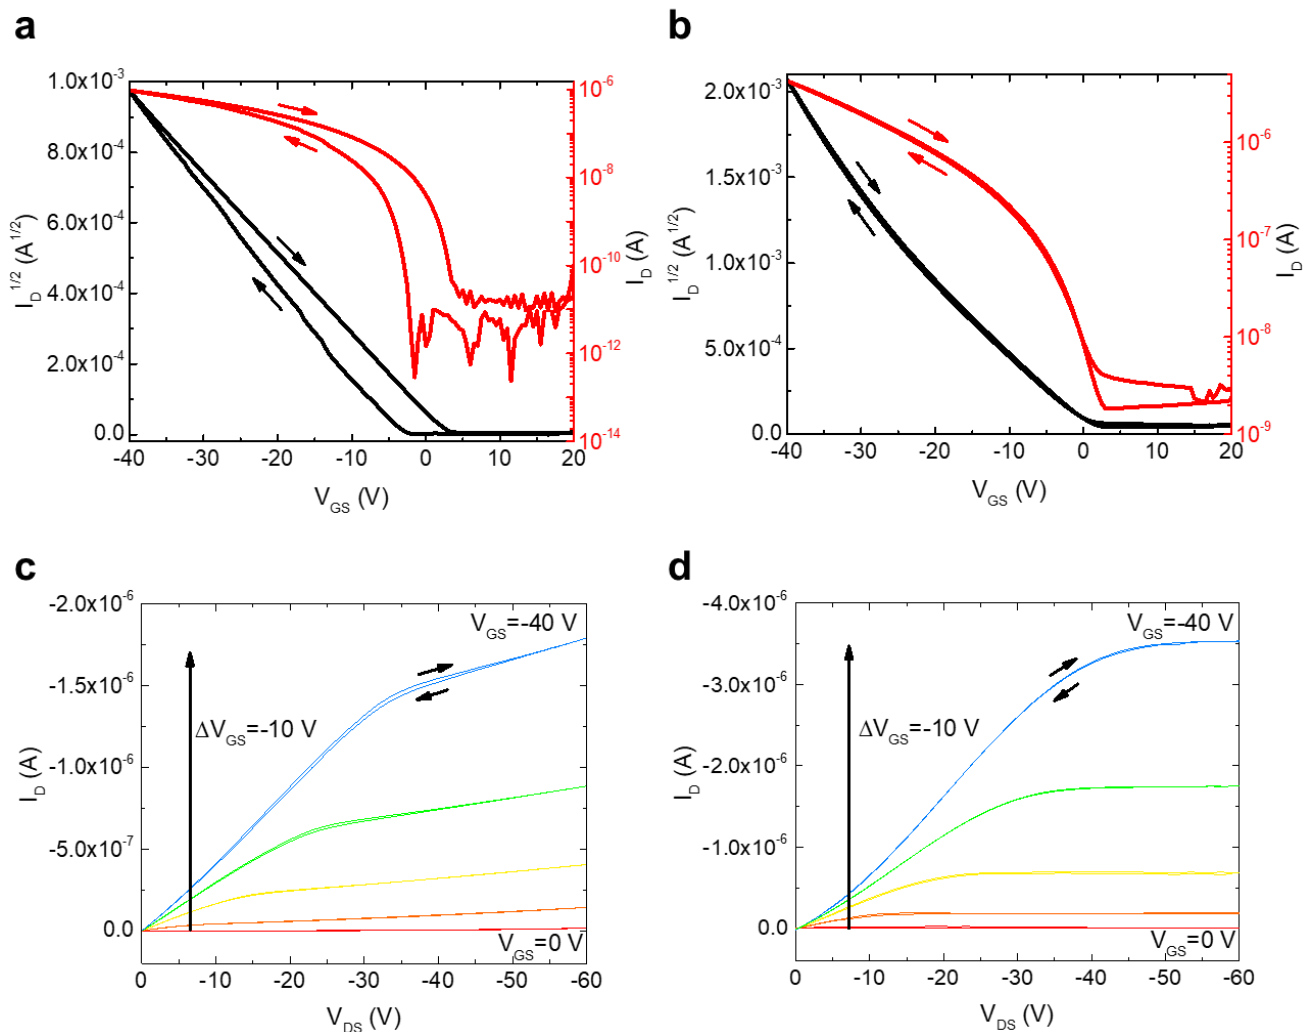 a
b
1.0x10⁻³
8.0x10⁻⁴
6.0x10⁻⁴
4.0x10⁻⁴
2.0x10⁻⁴
0.0
I_D^1/2 (A^1/2)
10⁻⁶
10⁻⁸
10⁻¹⁰
10⁻¹²
10⁻¹⁴
I_D (A)
-40 -30 -20 -10 0 10 20
V_GS (V)
2.0x10⁻³
1.5x10⁻³
1.0x10⁻³
5.0x10⁻⁴
0.0
I_D^1/2 (A^1/2)
10⁻⁶
10⁻⁷
10⁻⁸
10⁻⁹
I_D (A)
-40 -30 -20 -10 0 10 20
V_GS (V)
c
d
-2.0x10⁻⁶
-1.5x10⁻⁶
-1.0x10⁻⁶
-5.0x10⁻⁷
0.0
I_D (A)
V_GS=-40 V
ΔV_GS=-10 V
V_GS=0 V
0 -10 -20 -30 -40 -50 -60
V_DS (V)
-4.0x10⁻⁶
-3.0x10⁻⁶
-2.0x10⁻⁶
-1.0x10⁻⁶
0.0
I_D (A)
V_GS=-40 V
ΔV_GS=-10 V
V_GS=0 V
0 -10 -20 -30 -40 -50 -60
V_DS (V)